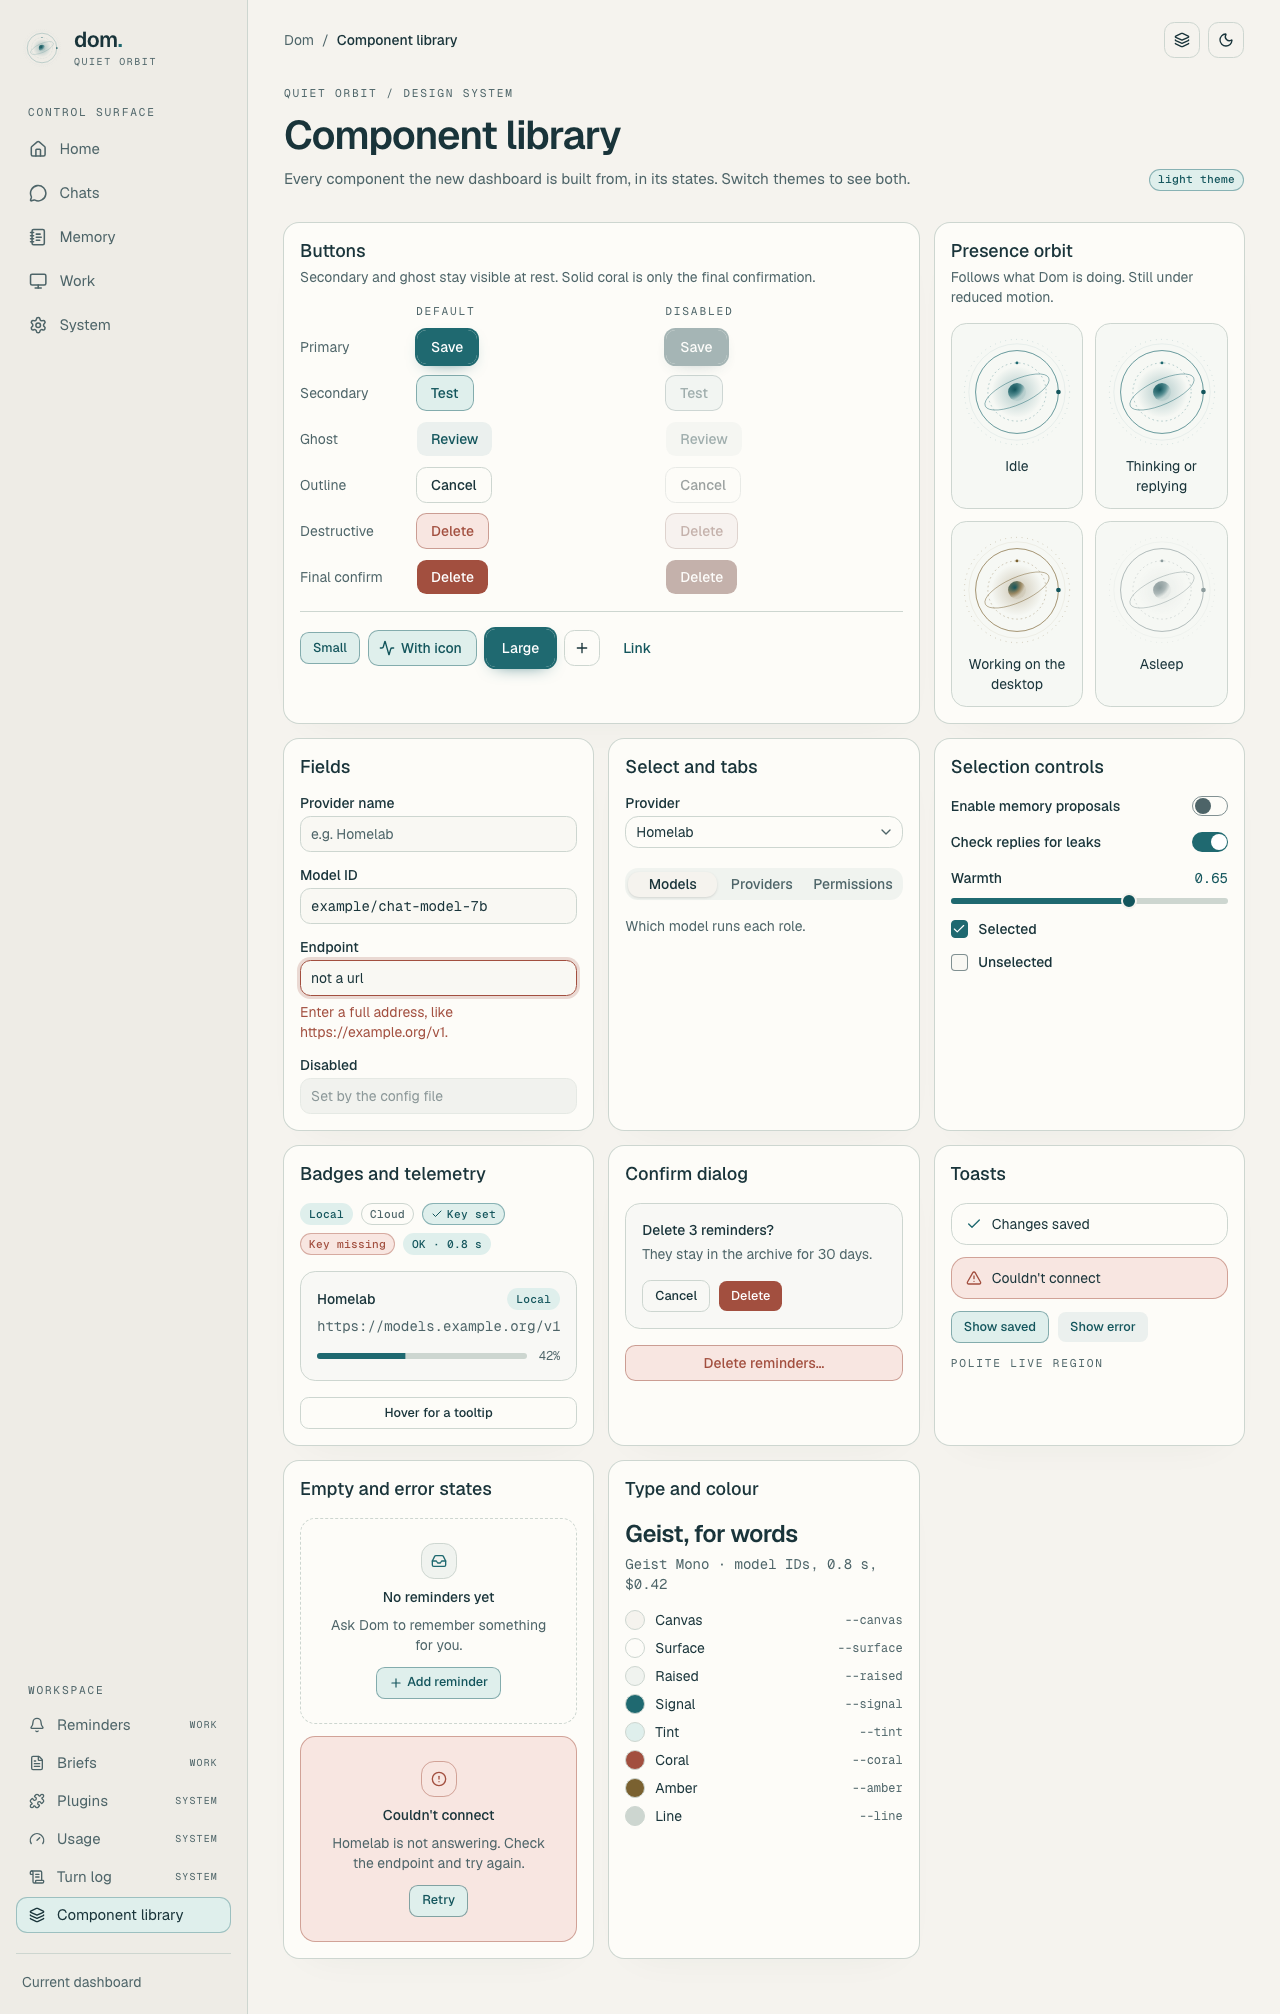 dom.
QUIET ORBIT
CONTROL SURFACE
Home
Chats
Memory
Work
System
WORKSPACE
Reminders WORK
Briefs WORK
Plugins SYSTEM
Usage SYSTEM
Turn log SYSTEM
Component library
Current dashboard
Dom / Component library
QUIET ORBIT / DESIGN SYSTEM
Component library
Every component the new dashboard is built from, in its states. Switch themes to see both.
light theme
Buttons
Secondary and ghost stay visible at rest. Solid coral is only the final confirmation.
DEFAULT DISABLED
Primary Save Save
Secondary Test Test
Ghost Review Review
Outline Cancel Cancel
Destructive Delete Delete
Final confirm Delete Delete
Small With icon Large Link
Presence orbit
Follows what Dom is doing. Still under
reduced motion.
Idle
Thinking or
replying
Working on the
desktop
Asleep
Fields
Provider name
e.g. Homelab
Model ID
example/chat-model-7b
Endpoint
not a url
Enter a full address, like
https://example.org/v1.
Disabled
Set by the config file
Select and tabs
Provider
Homelab
Models Providers Permissions
Which model runs each role.
Selection controls
Enable memory proposals
Check replies for leaks
Warmth 0.65
Selected
Unselected
Badges and telemetry
Local Cloud Key set
Key missing OK · 0.8 s
Homelab Local
https://models.example.org/v1
42%
Hover for a tooltip
Confirm dialog
Delete 3 reminders?
They stay in the archive for 30 days.
Cancel Delete
Delete reminders...
Toasts
Changes saved
Couldn't connect
Show saved Show error
POLITE LIVE REGION
Empty and error states
No reminders yet
Ask Dom to remember something
for you.
Add reminder
Couldn't connect
Homelab is not answering. Check
the endpoint and try again.
Retry
Type and colour
Geist, for words
Geist Mono · model IDs, 0.8 s,
$0.42
Canvas --canvas
Surface --surface
Raised --raised
Signal --signal
Tint --tint
Coral --coral
Amber --amber
Line --line